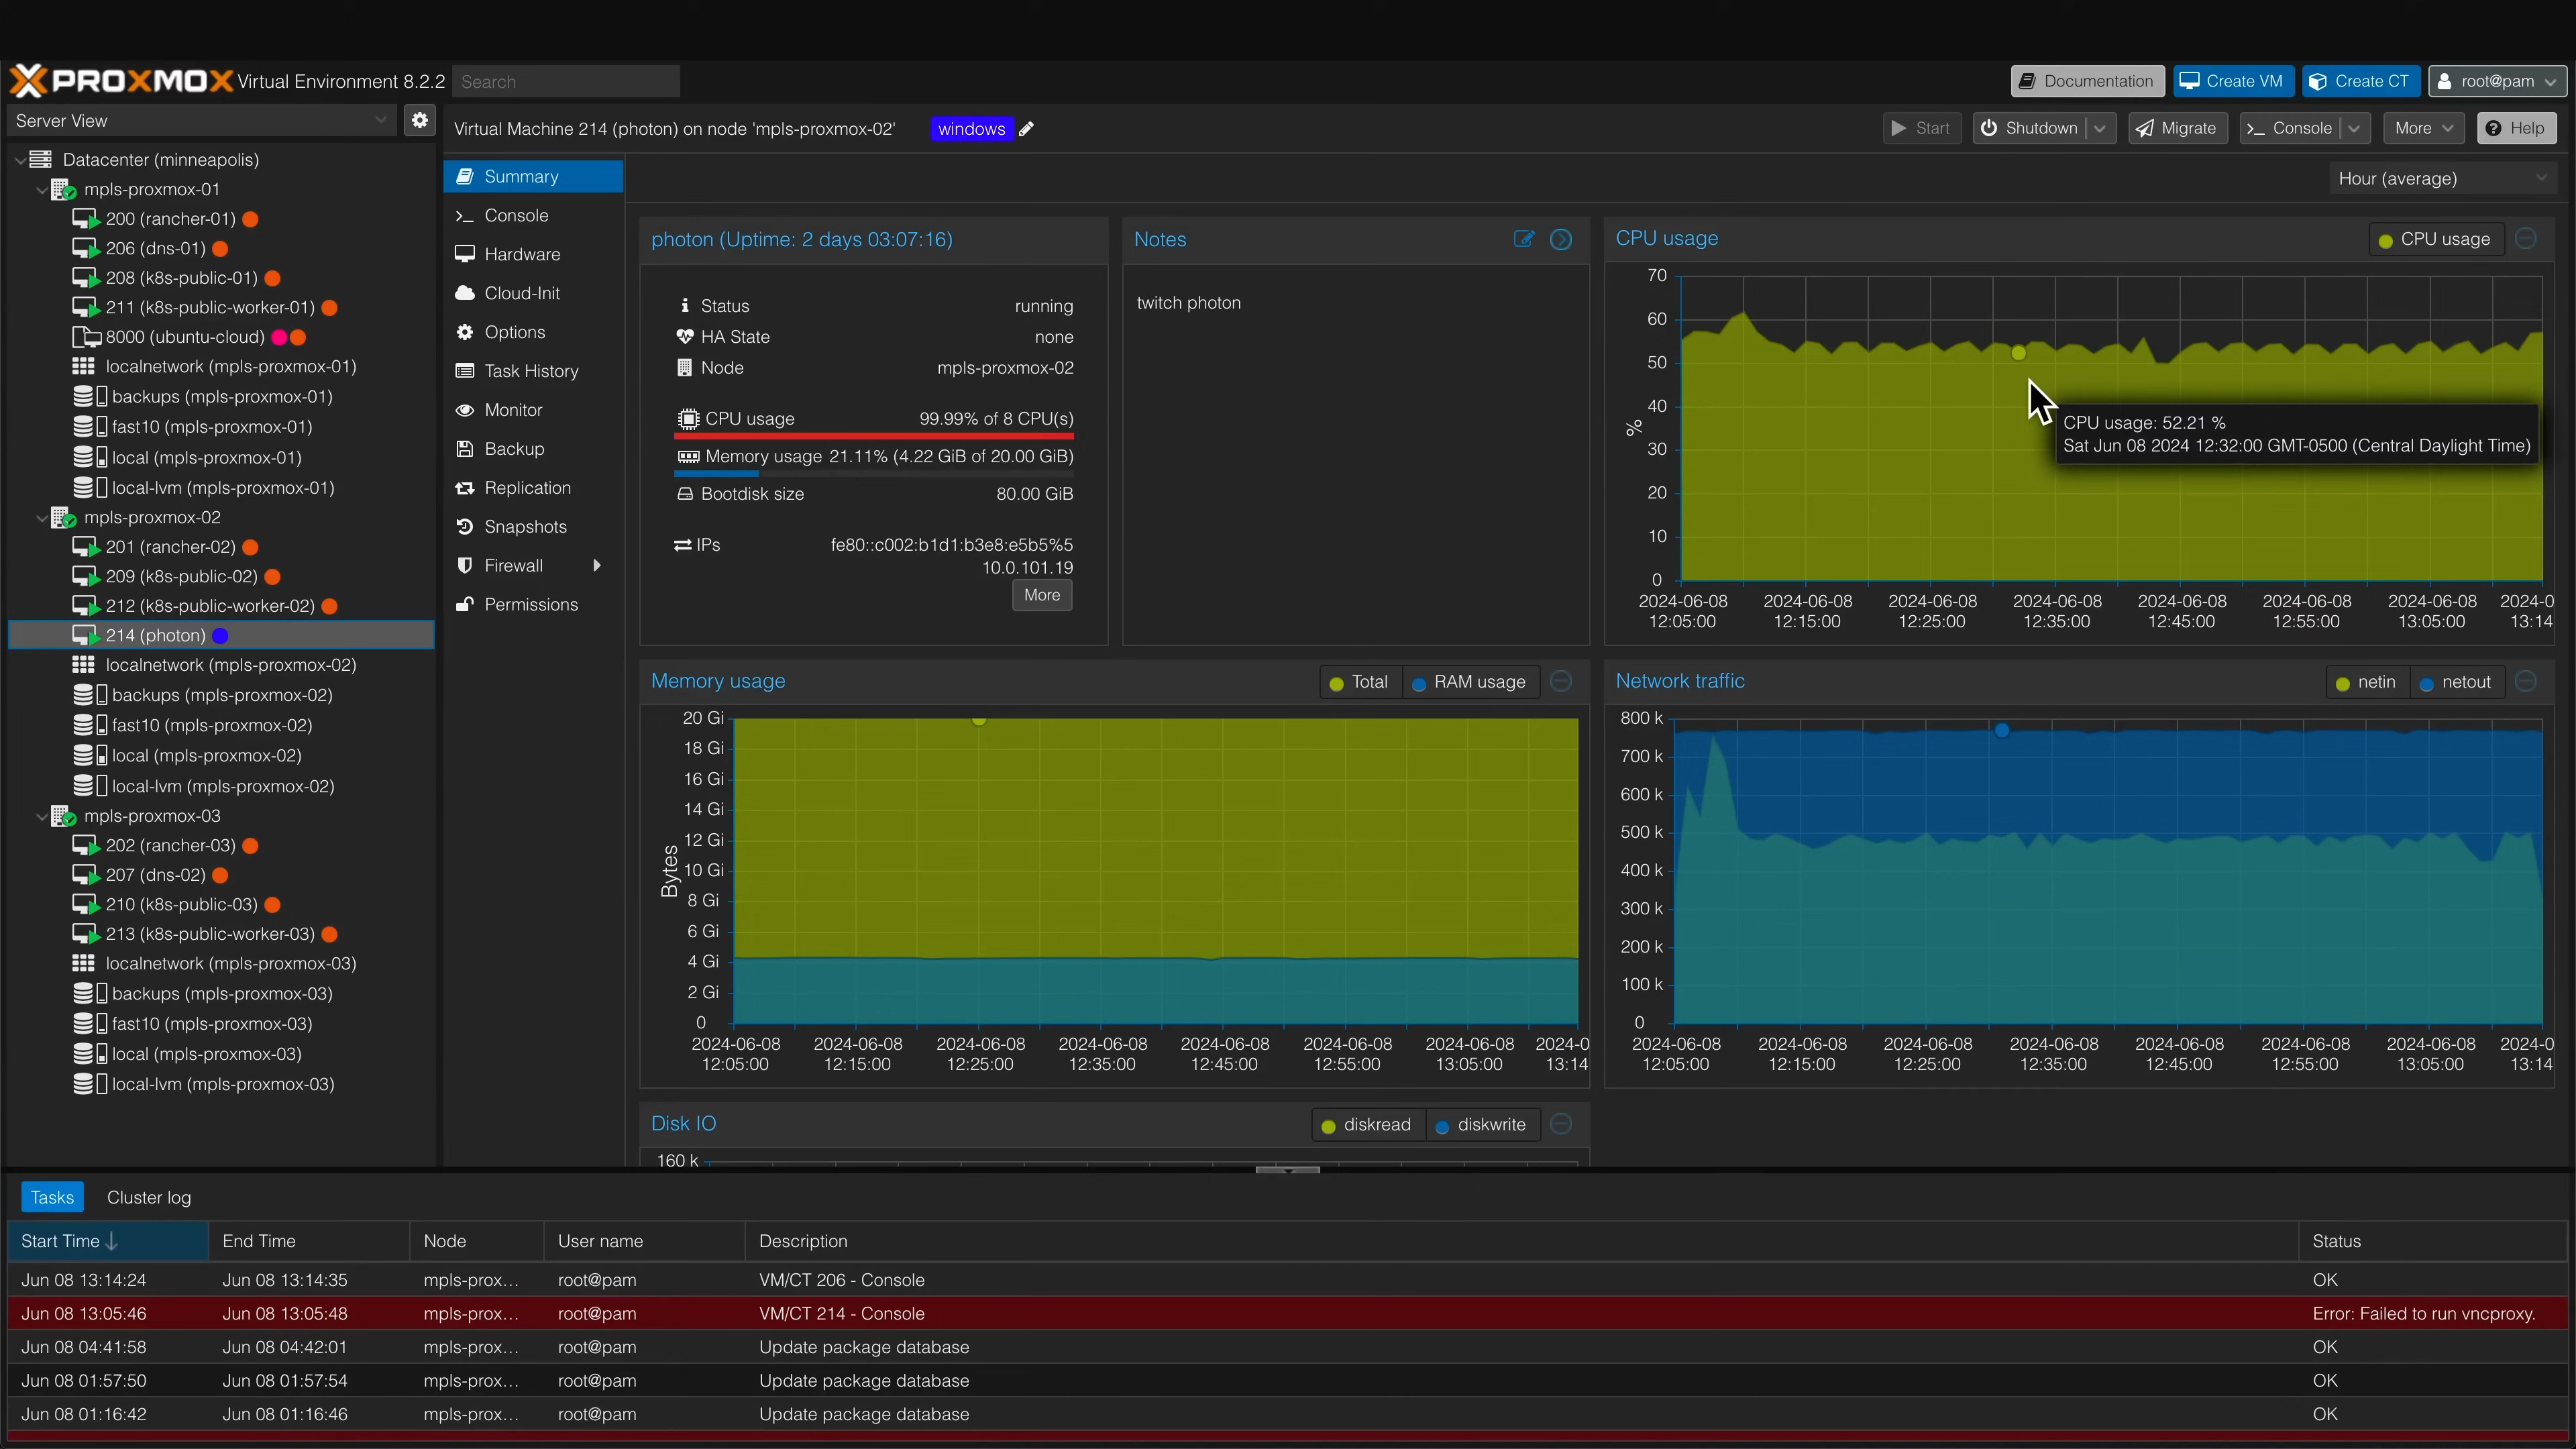 PROXMOX Virtual Environment 8.2.2 Search Documentation Create VM Create CT root@pam
Server View
Virtual Machine 214 (photon) on node 'mpls-proxmox-02' windows Start Shutdown Migrate Console More Help
Datacenter (minneapolis)
mpls-proxmox-01
200 (rancher-01)
206 (dns-01)
208 (k8s-public-01)
211 (k8s-public-worker-01)
8000 (ubuntu-cloud)
localnetwork (mpls-proxmox-01)
backups (mpls-proxmox-01)
fast10 (mpls-proxmox-01)
local (mpls-proxmox-01)
local-lvm (mpls-proxmox-01)
mpls-proxmox-02
201 (rancher-02)
209 (k8s-public-02)
212 (k8s-public-worker-02)
214 (photon)
localnetwork (mpls-proxmox-02)
backups (mpls-proxmox-02)
fast10 (mpls-proxmox-02)
local (mpls-proxmox-02)
local-lvm (mpls-proxmox-02)
mpls-proxmox-03
202 (rancher-03)
207 (dns-02)
210 (k8s-public-03)
213 (k8s-public-worker-03)
localnetwork (mpls-proxmox-03)
backups (mpls-proxmox-03)
fast10 (mpls-proxmox-03)
local (mpls-proxmox-03)
local-lvm (mpls-proxmox-03)
Summary
Console
Hardware
Cloud-Init
Options
Task History
Monitor
Backup
Replication
Snapshots
Firewall
Permissions
Hour (average)
photon (Uptime: 2 days 03:07:16)
Status running
HA State none
Node mpls-proxmox-02
CPU usage 99.99% of 8 CPU(s)
Memory usage 21.11% (4.22 GiB of 20.00 GiB)
Bootdisk size 80.00 GiB
IPs fe80::c002:b1d1:b3e8:e5b5%5
10.0.101.19
More
Notes
twitch photon
CPU usage CPU usage
70
60
50
40
30
20
10
0
%
CPU usage: 52.21 %
Sat Jun 08 2024 12:32:00 GMT-0500 (Central Daylight Time)
2024-06-08 2024-06-08 2024-06-08 2024-06-08 2024-06-08 2024-06-08 2024-06-08 2024-0
12:05:00 12:15:00 12:25:00 12:35:00 12:45:00 12:55:00 13:05:00 13:14
Memory usage Total RAM usage
20 Gi
18 Gi
16 Gi
14 Gi
12 Gi
10 Gi
8 Gi
6 Gi
4 Gi
2 Gi
0
Bytes
2024-06-08 2024-06-08 2024-06-08 2024-06-08 2024-06-08 2024-06-08 2024-06-08 2024-0
12:05:00 12:15:00 12:25:00 12:35:00 12:45:00 12:55:00 13:05:00 13:14
Network traffic netin netout
800 k
700 k
600 k
500 k
400 k
300 k
200 k
100 k
0
2024-06-08 2024-06-08 2024-06-08 2024-06-08 2024-06-08 2024-06-08 2024-06-08 2024-0
12:05:00 12:15:00 12:25:00 12:35:00 12:45:00 12:55:00 13:05:00 13:14
Disk IO diskread diskwrite
160 k
Tasks Cluster log
Start Time End Time Node User name Description Status
Jun 08 13:14:24 Jun 08 13:14:35 mpls-prox... root@pam VM/CT 206 - Console OK
Jun 08 13:05:46 Jun 08 13:05:48 mpls-prox... root@pam VM/CT 214 - Console Error: Failed to run vncproxy.
Jun 08 04:41:58 Jun 08 04:42:01 mpls-prox... root@pam Update package database OK
Jun 08 01:57:50 Jun 08 01:57:54 mpls-prox... root@pam Update package database OK
Jun 08 01:16:42 Jun 08 01:16:46 mpls-prox... root@pam Update package database OK